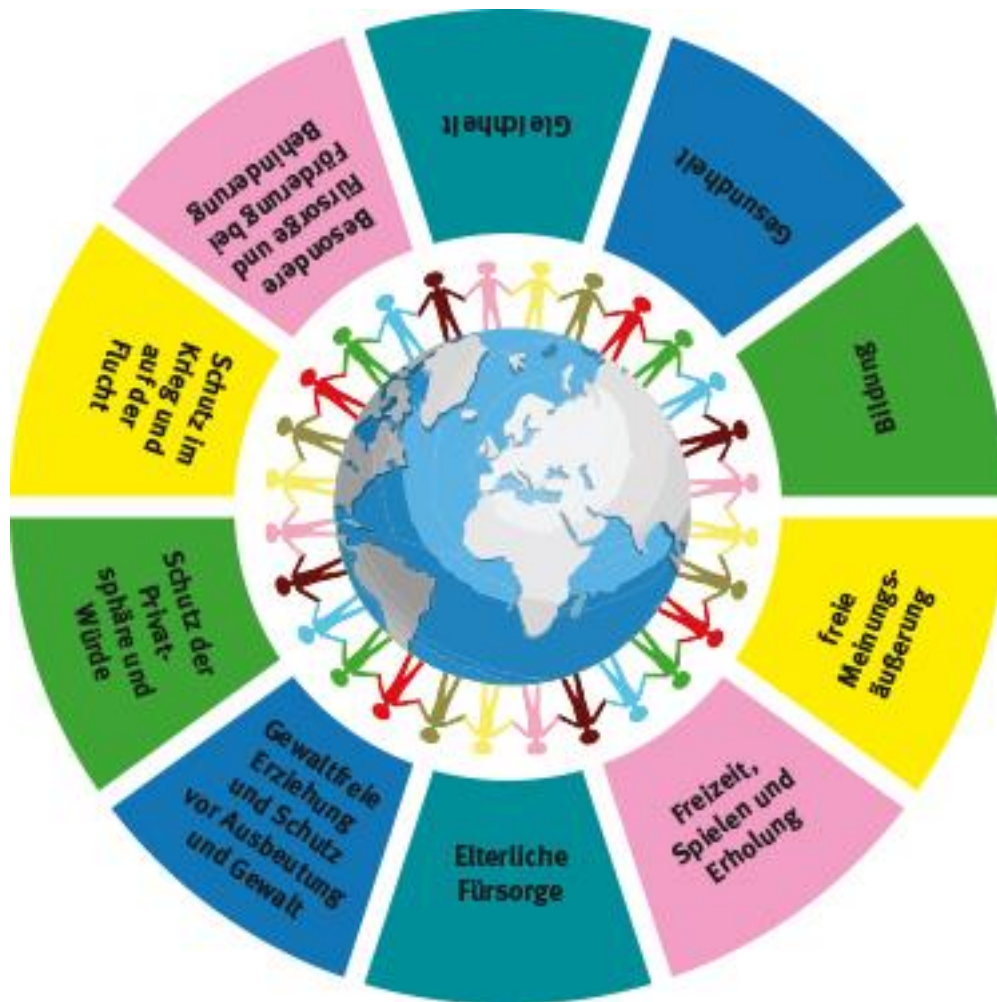 Gleichheit
Gesundheit
Bildung
freie
Meinungs-
äußerung
Freizeit,
Spielen und
Erholung
Elterliche
Fürsorge
Gewaltfreie
Erziehung
und Schutz
vor Ausbeutung
und Gewalt
Schutz der
Privat-
sphäre und
Würde
Schutz im
Krieg und
auf der
Flucht
Besondere
Fürsorge und
Förderung bei
Behinderung